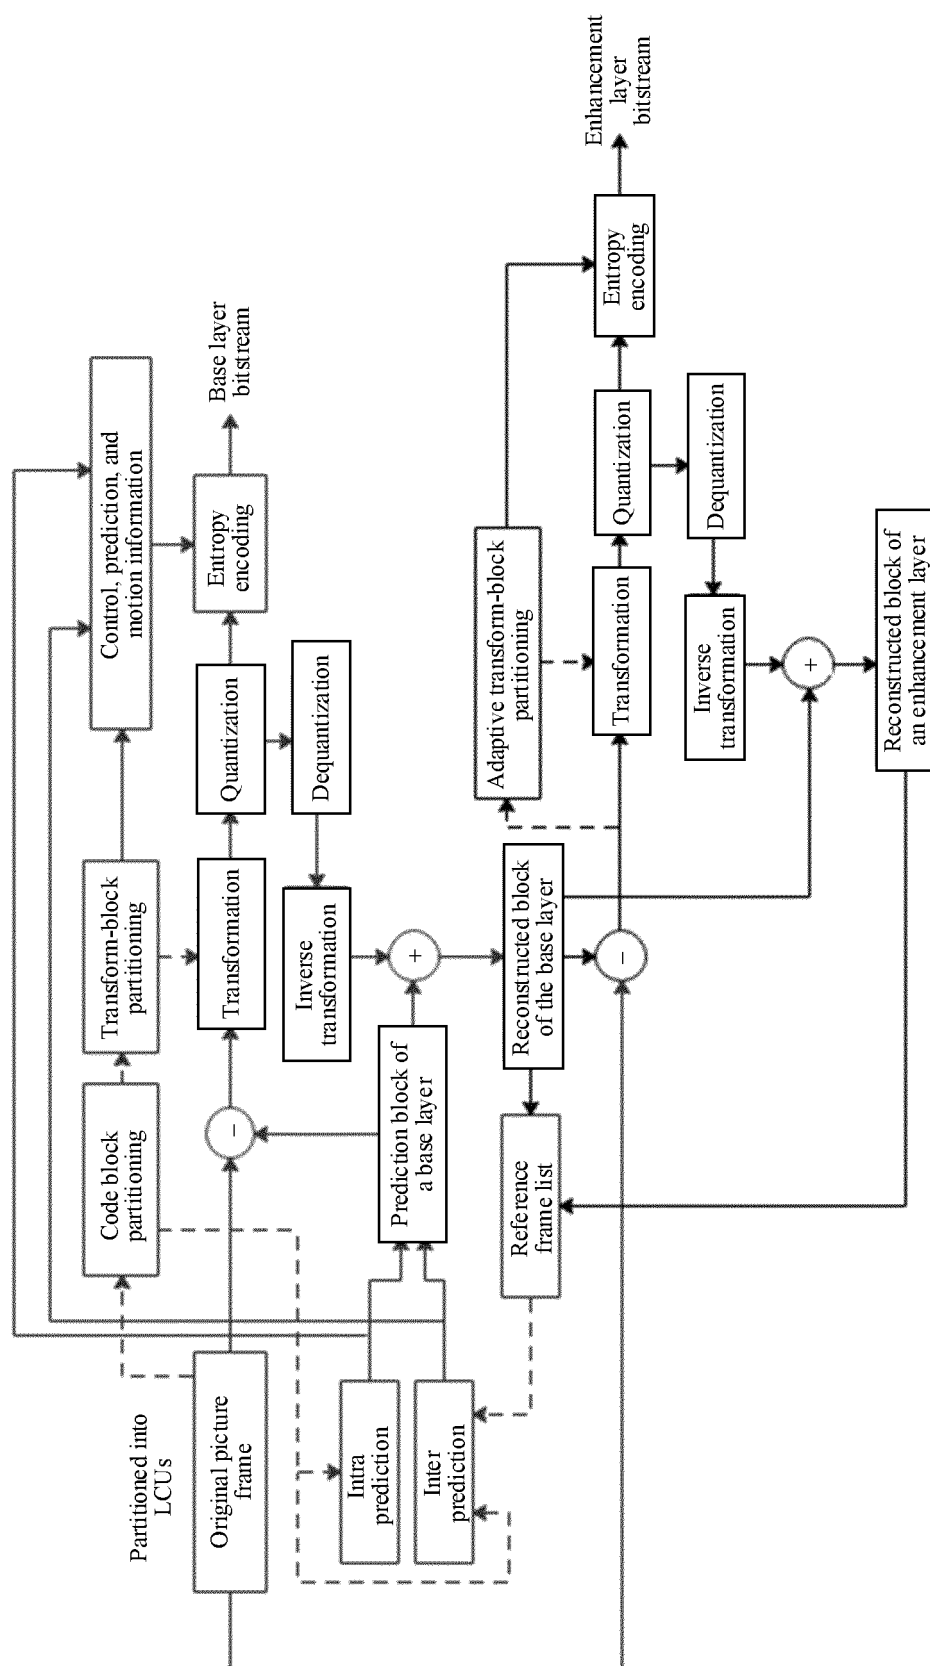 Partitioned into
LCUs
Original picture
frame
Code block
partitioning
Transform-block
partitioning
Control, prediction, and
motion information
Transformation
Quantization
Entropy
encoding
Base layer
bitstream
Dequantization
Inverse
transformation
Intra
prediction
Inter
prediction
Prediction block of
a base layer
Reference
frame list
Reconstructed block
of the base layer
Adaptive transform-block
partitioning
Transformation
Quantization
Entropy
encoding
Enhancement
layer
bitstream
Dequantization
Inverse
transformation
Reconstructed block of
an enhancement layer
−
+
−
+